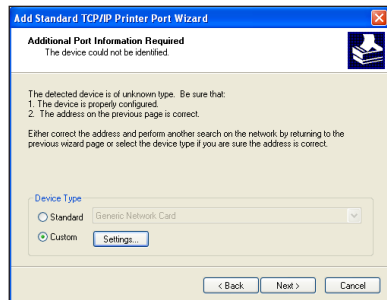 Add Standard TCP/IP Printer Port Wizard
Additional Port Information Required
The device could not be identified.
The detected device is of unknown type. Be sure that:
1. The device is properly configured.
2. The address on the previous page is correct.
Either correct the address and perform another search on the network by returning to the
previous wizard page or select the device type if you are sure the address is correct.
Device Type
Standard Generic Network Card
Custom Settings...
< Back Next > Cancel